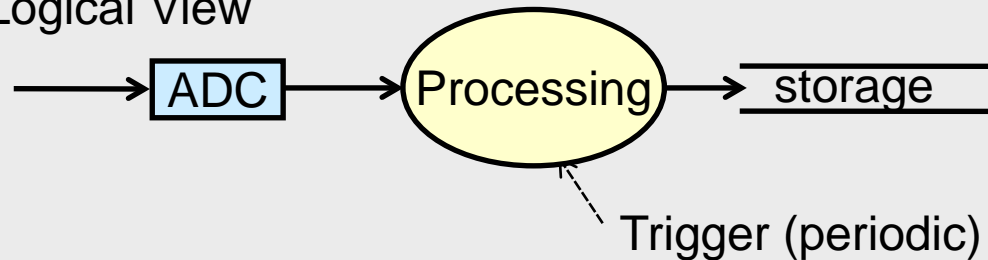 Logical View
ADC
Processing
storage
Trigger (periodic)